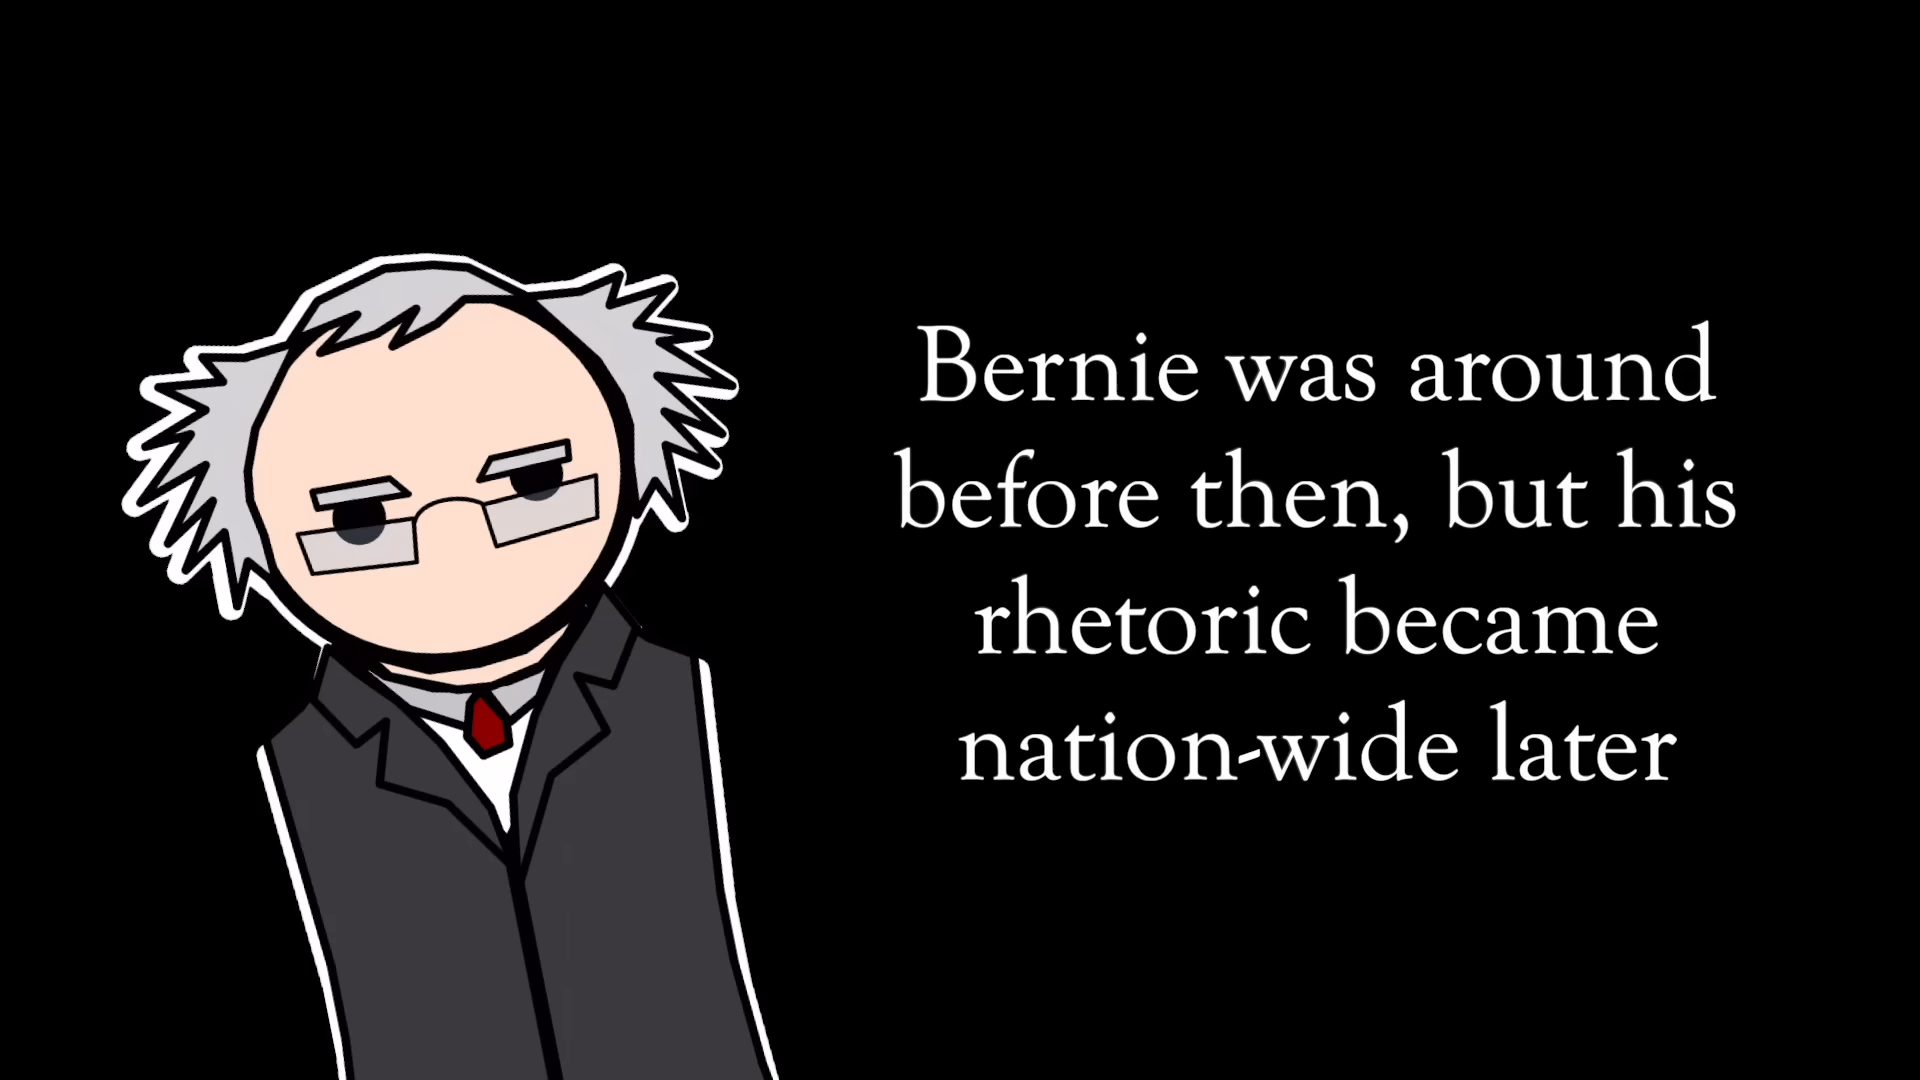 Bernie was around
before then, but his
rhetoric became
nation-wide later